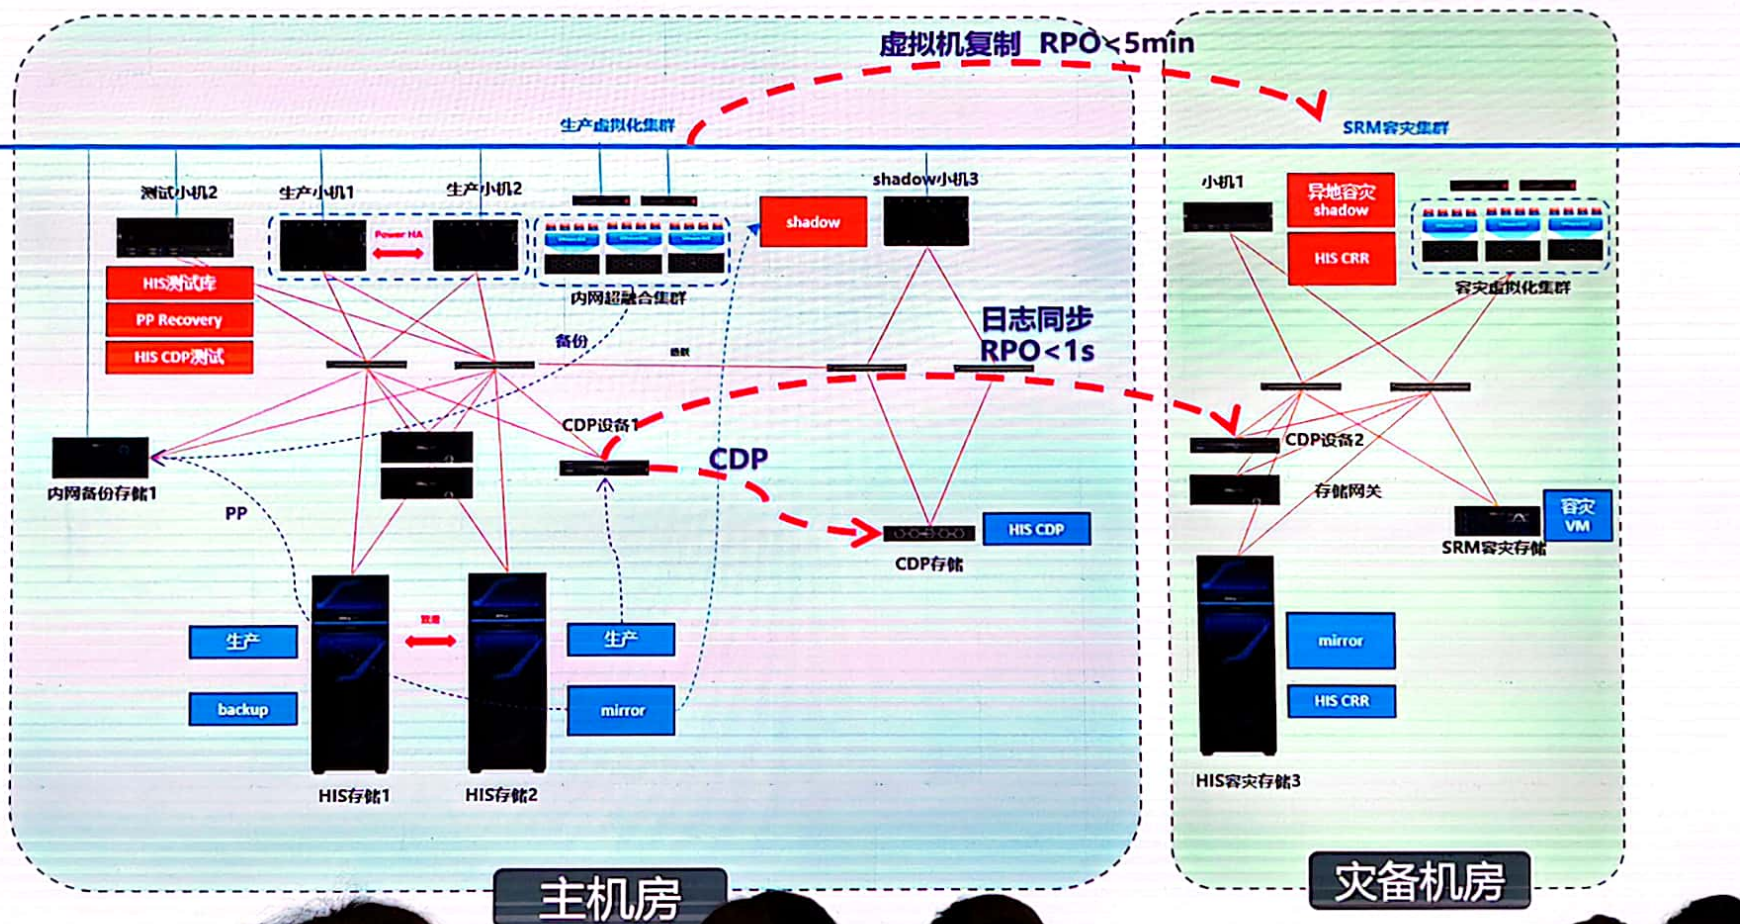 虚拟机复制 RPO<5min
生产虚拟化集群
SRM容灾集群
测试小机2
生产小机1
生产小机2
shadow小机3
小机1
Power HA
shadow
异地容灾
shadow
HIS CRR
HIS测试库
PP Recovery
HIS CDP测试
内网超融合集群
容灾虚拟化集群
备份
日志同步
RPO<1s
CDP设备1
CDP
CDP设备2
内网备份存储1
存储网关
PP
HIS CDP
CDP存储
容灾
VM
SRM容灾存储
生产
双活
生产
mirror
backup
mirror
HIS CRR
HIS存储1
HIS存储2
HIS容灾存储3
主机房
灾备机房